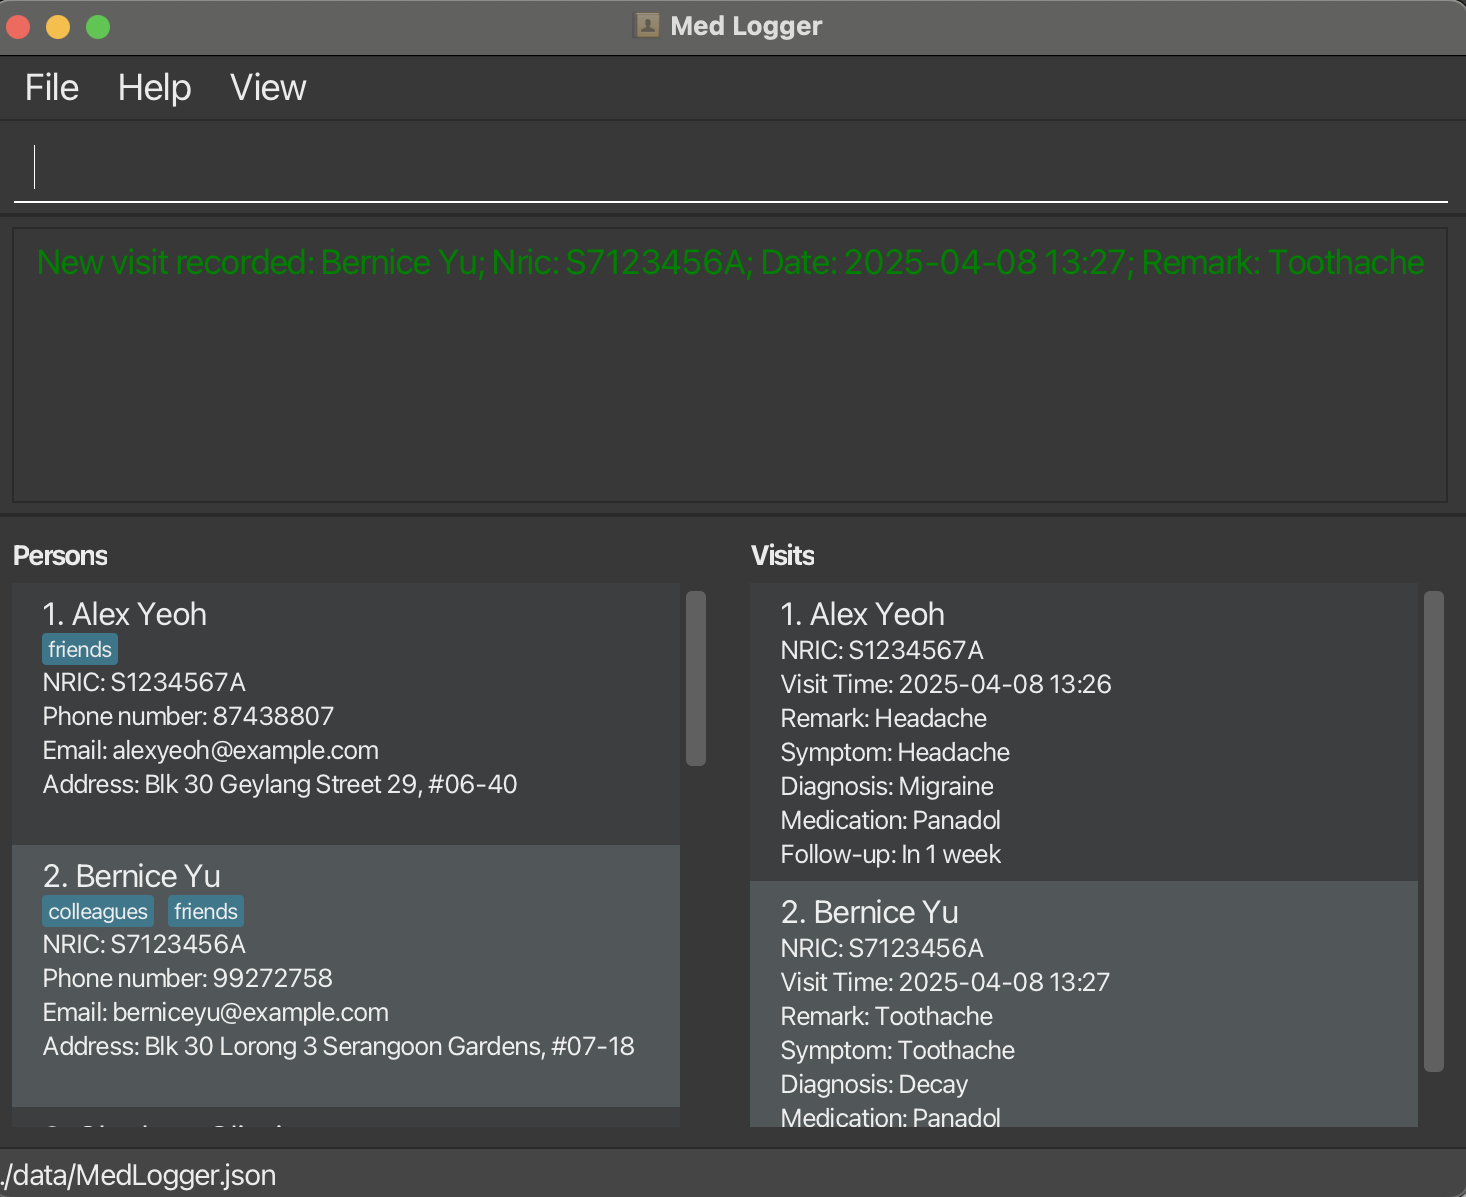 Med Logger
File Help View
New visit recorded: Bernice Yu; Nric: S7123456A; Date: 2025-04-08 13:27; Remark: Toothache
Persons
1. Alex Yeoh
friends
NRIC: S1234567A
Phone number: 87438807
Email: alexyeoh@example.com
Address: Blk 30 Geylang Street 29, #06-40
2. Bernice Yu
colleagues friends
NRIC: S7123456A
Phone number: 99272758
Email: berniceyu@example.com
Address: Blk 30 Lorong 3 Serangoon Gardens, #07-18
Visits
1. Alex Yeoh
NRIC: S1234567A
Visit Time: 2025-04-08 13:26
Remark: Headache
Symptom: Headache
Diagnosis: Migraine
Medication: Panadol
Follow-up: In 1 week
2. Bernice Yu
NRIC: S7123456A
Visit Time: 2025-04-08 13:27
Remark: Toothache
Symptom: Toothache
Diagnosis: Decay
Medication: Panadol
./data/MedLogger.json